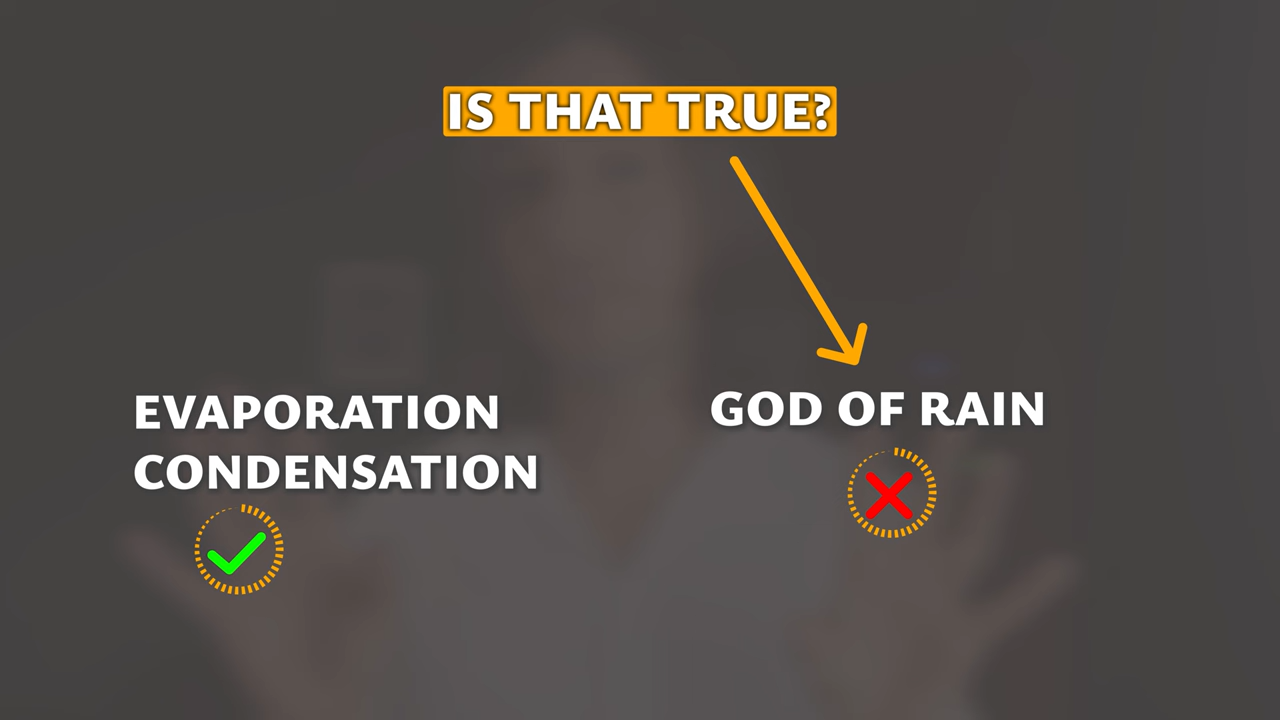 IS THAT TRUE?
EVAPORATION
CONDENSATION
GOD OF RAIN